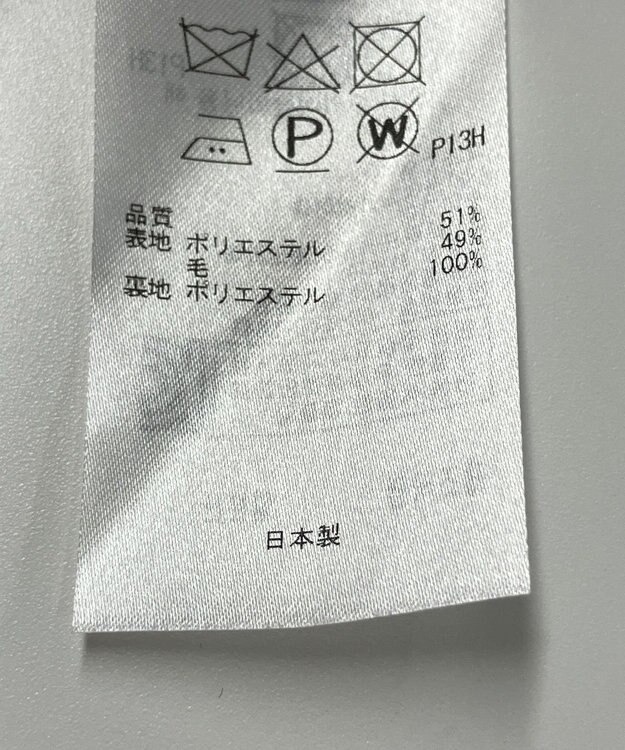 P W P13H
品質
表地 ポリエステル 51%
毛 49%
裏地 ポリエステル 100%
日本製